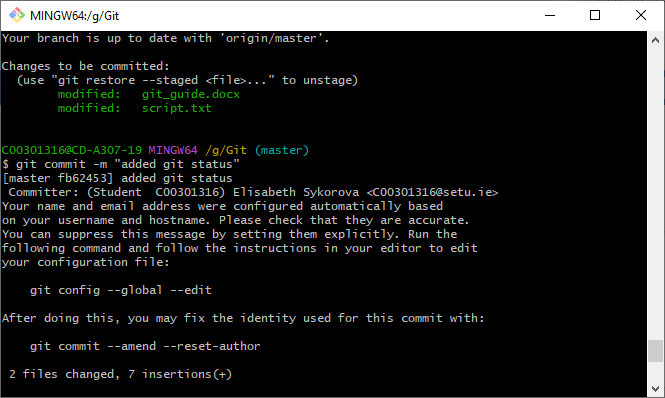 MINGW64:/g/Git
Your branch is up to date with 'origin/master'.
Changes to be committed:
  (use "git restore --staged <file>..." to unstage)
        modified:   git_guide.docx
        modified:   script.txt
C00301316@CD-A307-19 MINGW64 /g/Git (master)
$ git commit -m "added git status"
[master fb62453] added git status
 Committer: (Student  C00301316) Elisabeth Sykorova <C00301316@setu.ie>
Your name and email address were configured automatically based
on your username and hostname. Please check that they are accurate.
You can suppress this message by setting them explicitly. Run the
following command and follow the instructions in your editor to edit
your configuration file:
    git config --global --edit
After doing this, you may fix the identity used for this commit with:
    git commit --amend --reset-author
 2 files changed, 7 insertions(+)